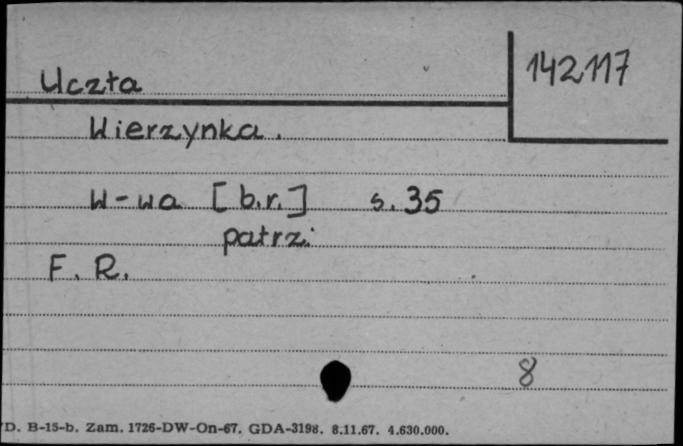 142117
Uczta
Wierzynka.
W-wa [b.r.] s. 35
patrz:
F. R.
8
D. B-15-b. Zam. 1726-DW-On-67. GDA-3198. 8.11.67. 4.630.000.